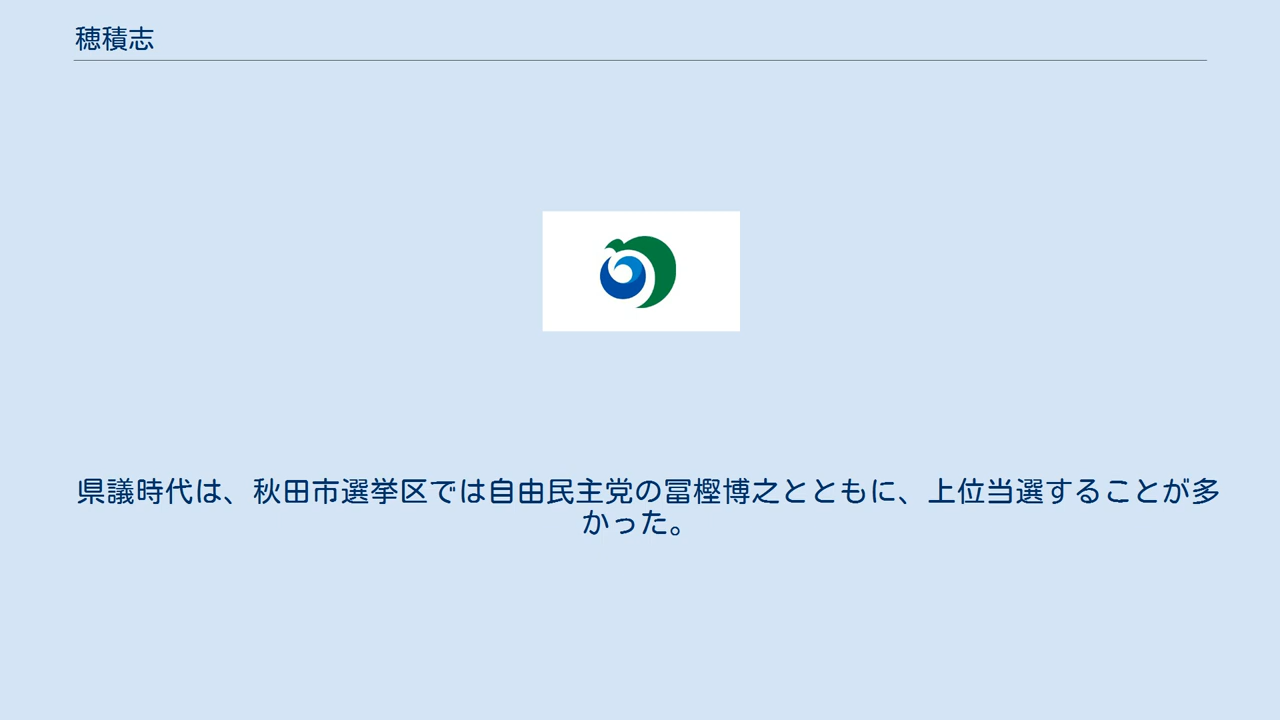 穂積志
県議時代は、秋田市選挙区では自由民主党の冨樫博之とともに、上位当選することが多
かった。